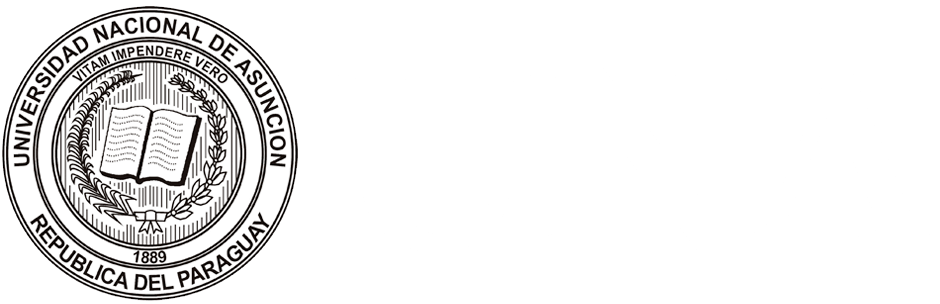 UNIVERSIDAD NACIONAL DE ASUNCION
VITAM IMPENDERE VERO
1889
REPUBLICA DEL PARAGUAY